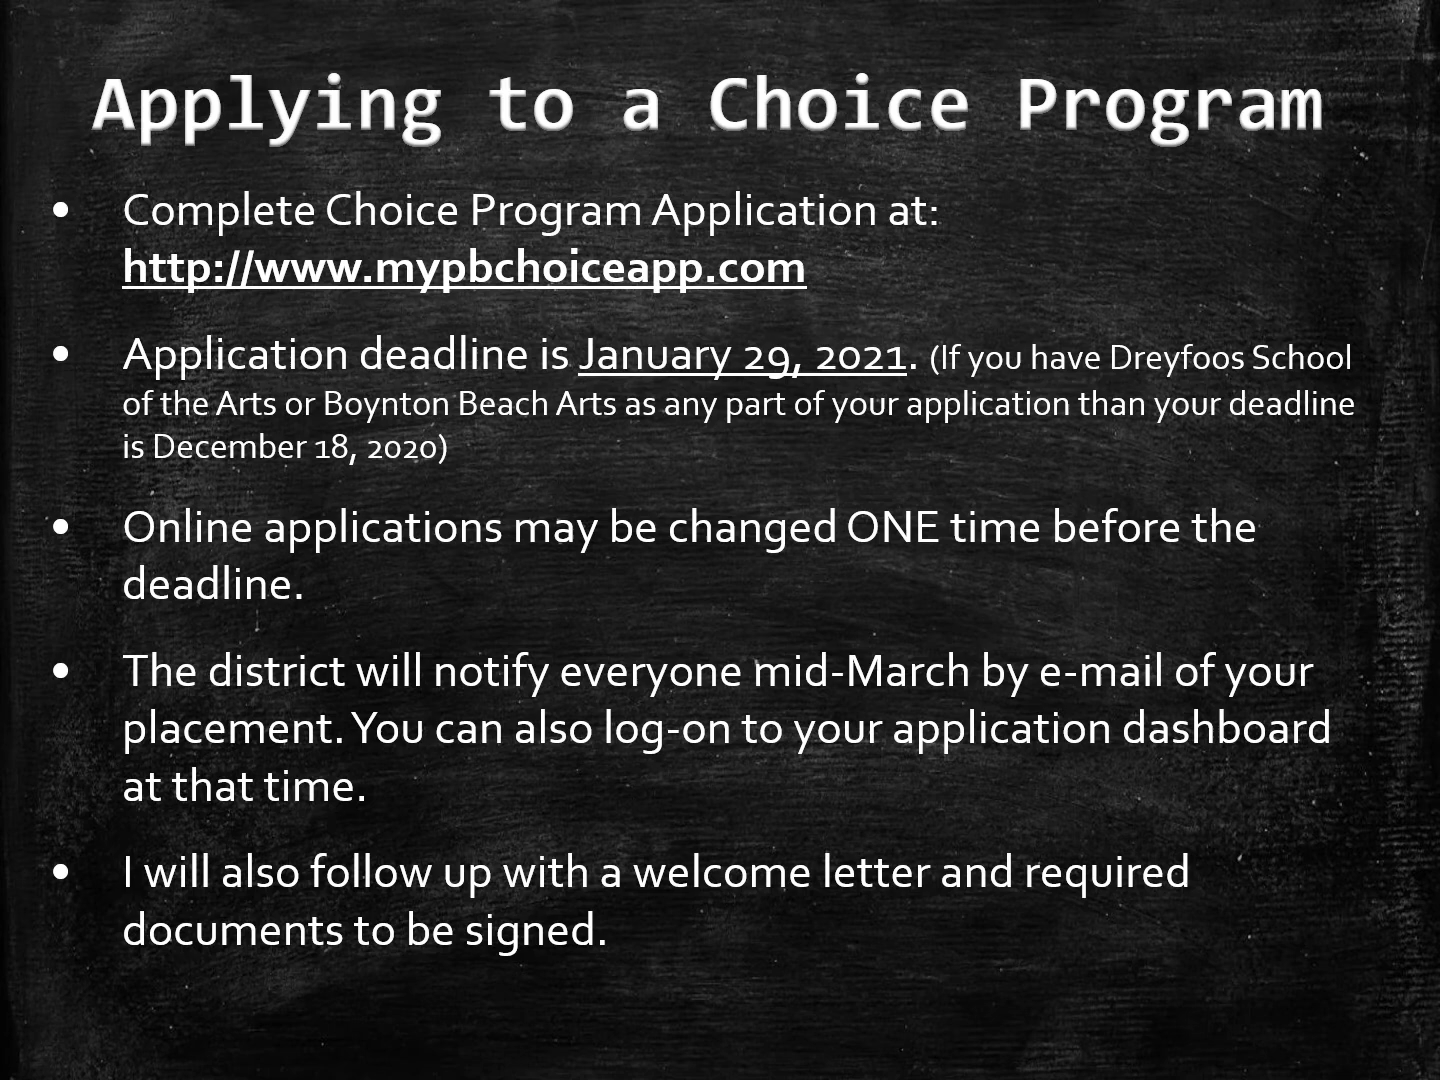 Applying to a Choice Program
• Complete Choice Program Application at:
http://www.mypbchoiceapp.com
• Application deadline is January 29, 2021. (If you have Dreyfoos School
of the Arts or Boynton Beach Arts as any part of your application than your deadline
is December 18, 2020)
• Online applications may be changed ONE time before the
deadline.
• The district will notify everyone mid-March by e-mail of your
placement. You can also log-on to your application dashboard
at that time.
• I will also follow up with a welcome letter and required
documents to be signed.